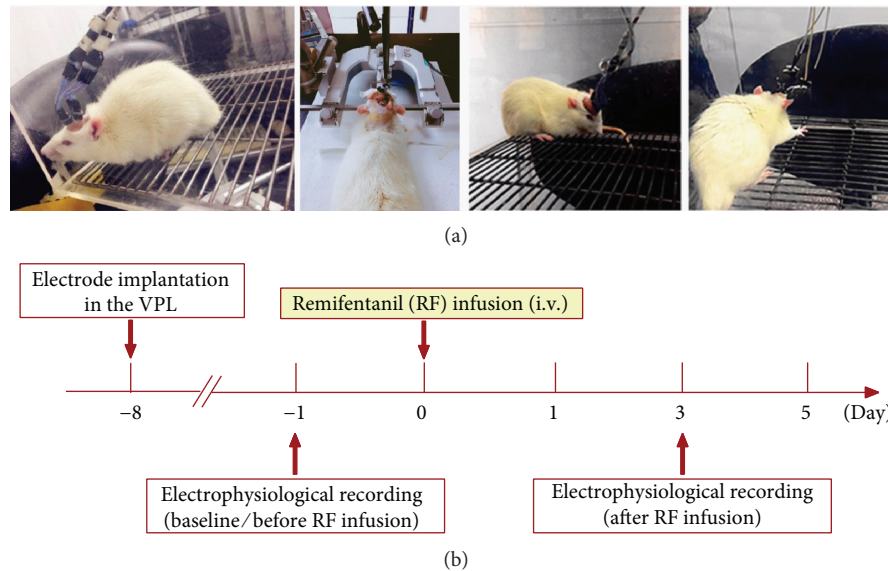 (a)
Electrode implantation
in the VPL
Remifentanil (RF) infusion (i.v.)
−8
−1
0
1
3
5
(Day)
Electrophysiological recording
(baseline/before RF infusion)
Electrophysiological recording
(after RF infusion)
(b)